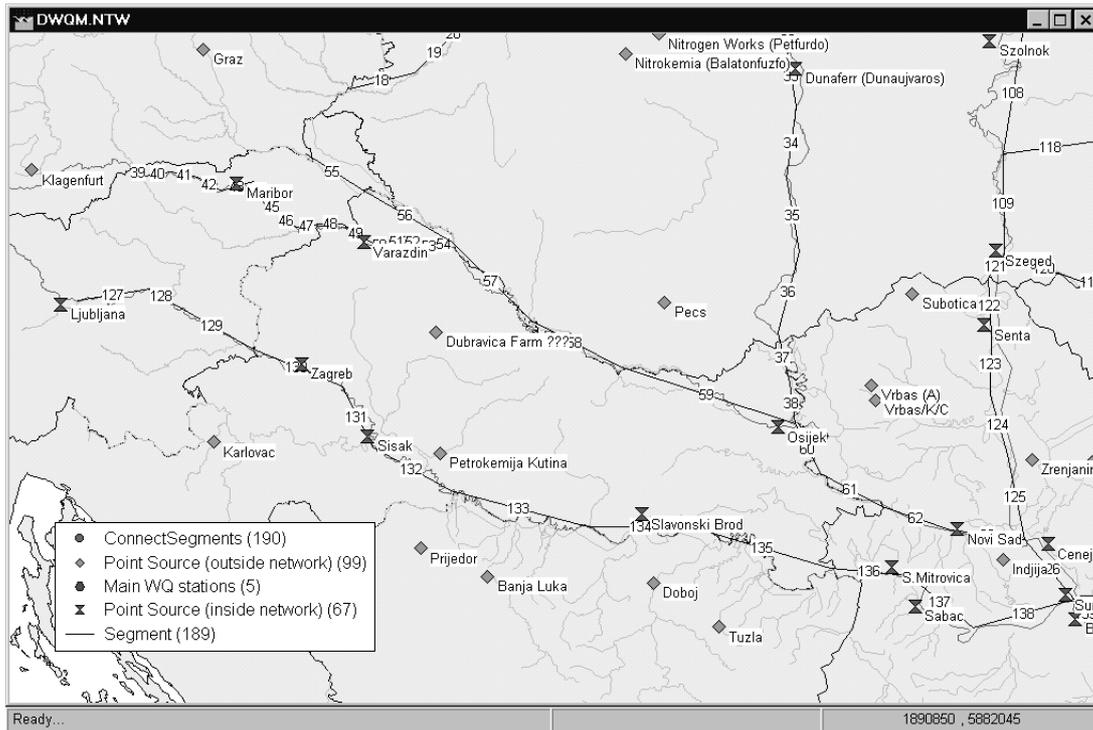 DWQM.NTW
Nitrogen Works (Petfurdo)
Szolnok
Graz
19
Nitrokemia (Balatonfuzfo)
18
Dunaferr (Dunaujvaros)
108
34
118
Klagenfurt
39
40
41
42
55
Maribor
45
109
35
56
46
47
48
49
Varazdin
54
Szeged
121
57
36
127
128
Ljubljana
Pecs
Subotica
122
Senta
129
Dubravica Farm ???
37
123
Zagreb
59
38
Vrbas (A)
Vrbas/K/C
131
124
Sisak
Osijek
Karlovac
132
Petrokemija Kutina
60
Zrenjanin
61
125
133
Slavonski Brod
134
62
Novi Sad
135
Cenej
Prijedor
136
S.Mitrovica
Indjija
Banja Luka
Doboj
137
Sabac
138
Tuzla
ConnectSegments (190)
Point Source (outside network) (99)
Main WQ stations (5)
Point Source (inside network) (67)
Segment (189)
Ready...
1890850 , 5882045